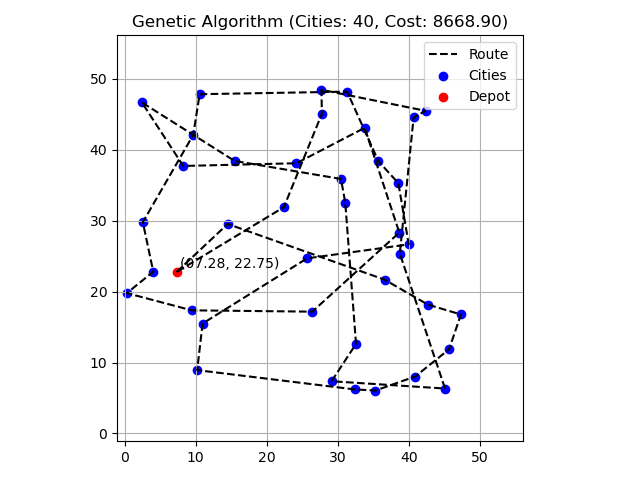 Genetic Algorithm (Cities: 40, Cost: 8668.90)
Route
Cities
Depot
50
40
30
20
10
0
(07.28, 22.75)
0 10 20 30 40 50